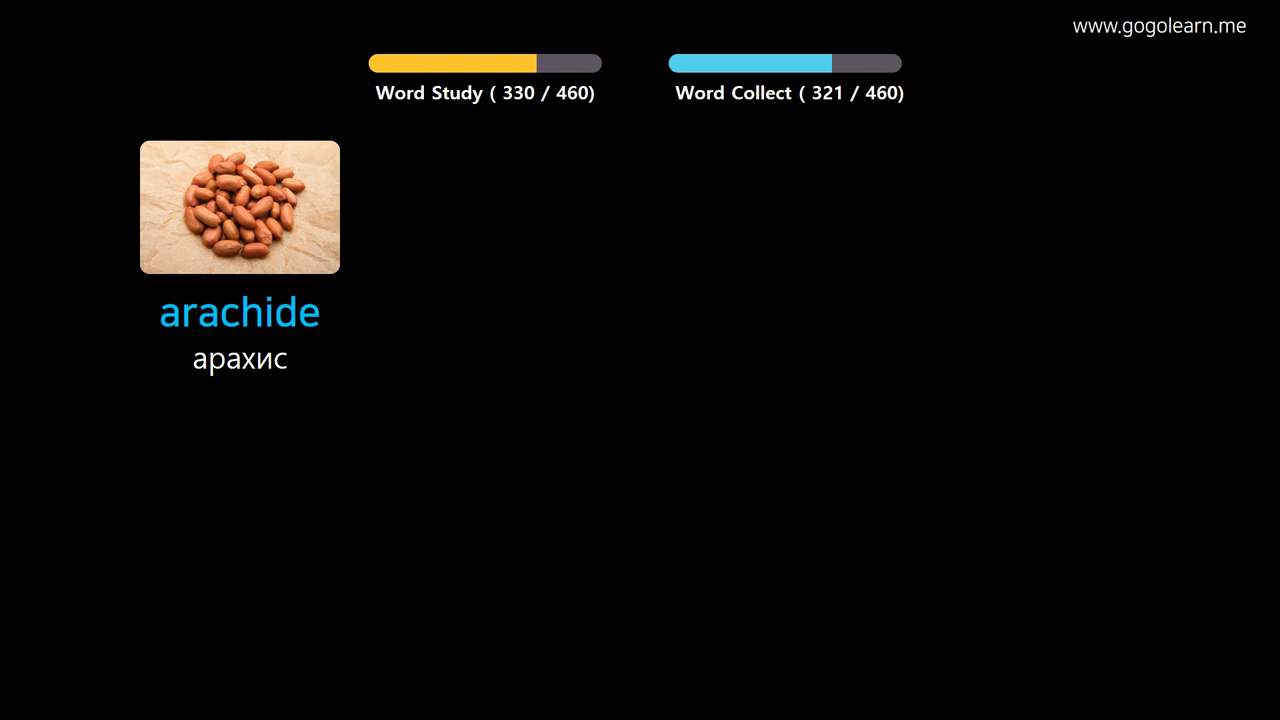 www.gogolearn.me
Word Study ( 330 / 460)
Word Collect ( 321 / 460)
arachide
арахис